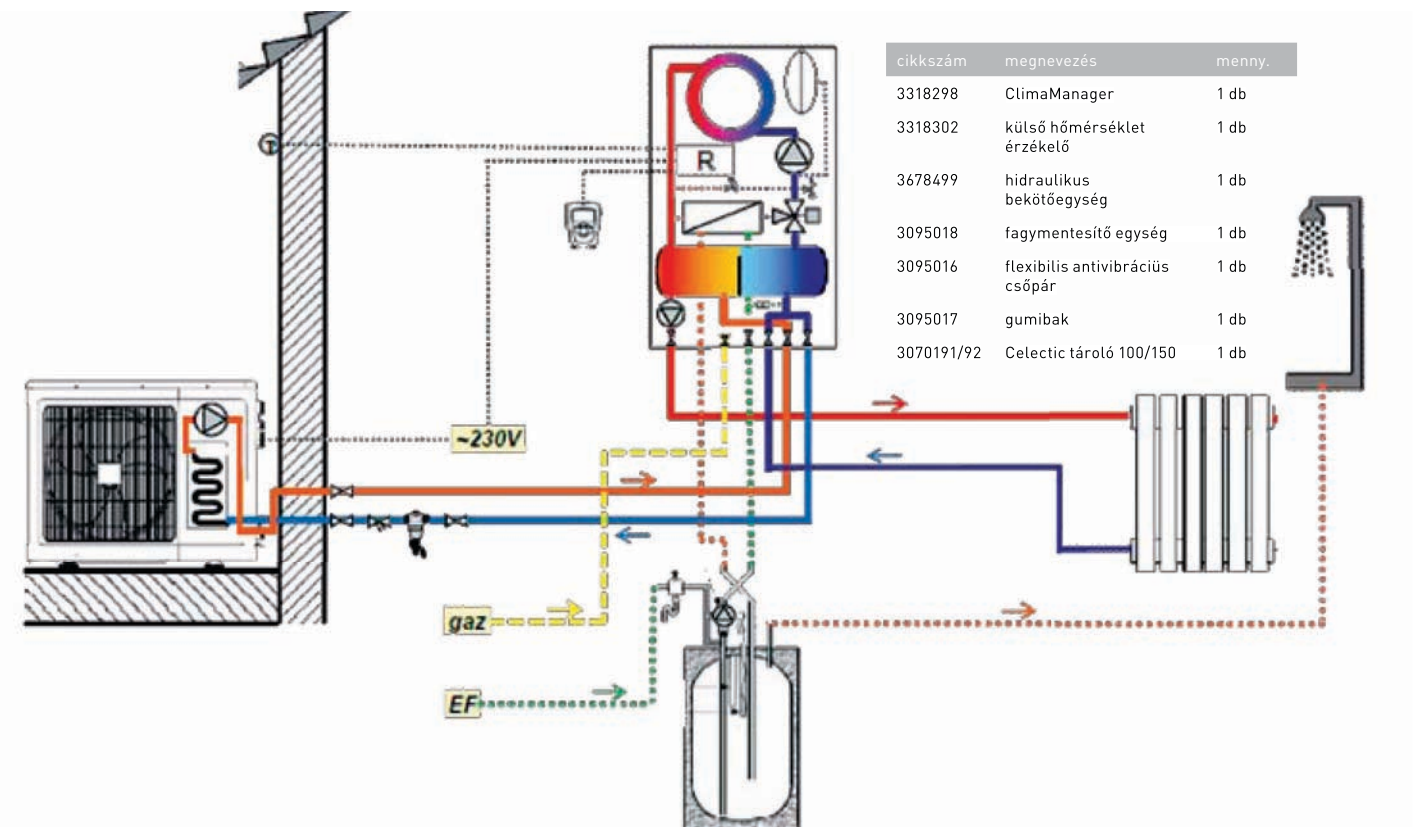 cikkszám megnevezés menny.
3318298 ClimaManager 1 db
3318302 külső hőmérséklet 1 db
érzékelő
3678499 hidraulikus 1 db
bekötőegység
3095018 fagymentesítő egység 1 db
3095016 flexibilis antivibráciüs 1 db
csőpár
3095017 gumibak 1 db
3070191/92 Celectic tároló 100/150 1 db
T
R
~230V
gaz
EF